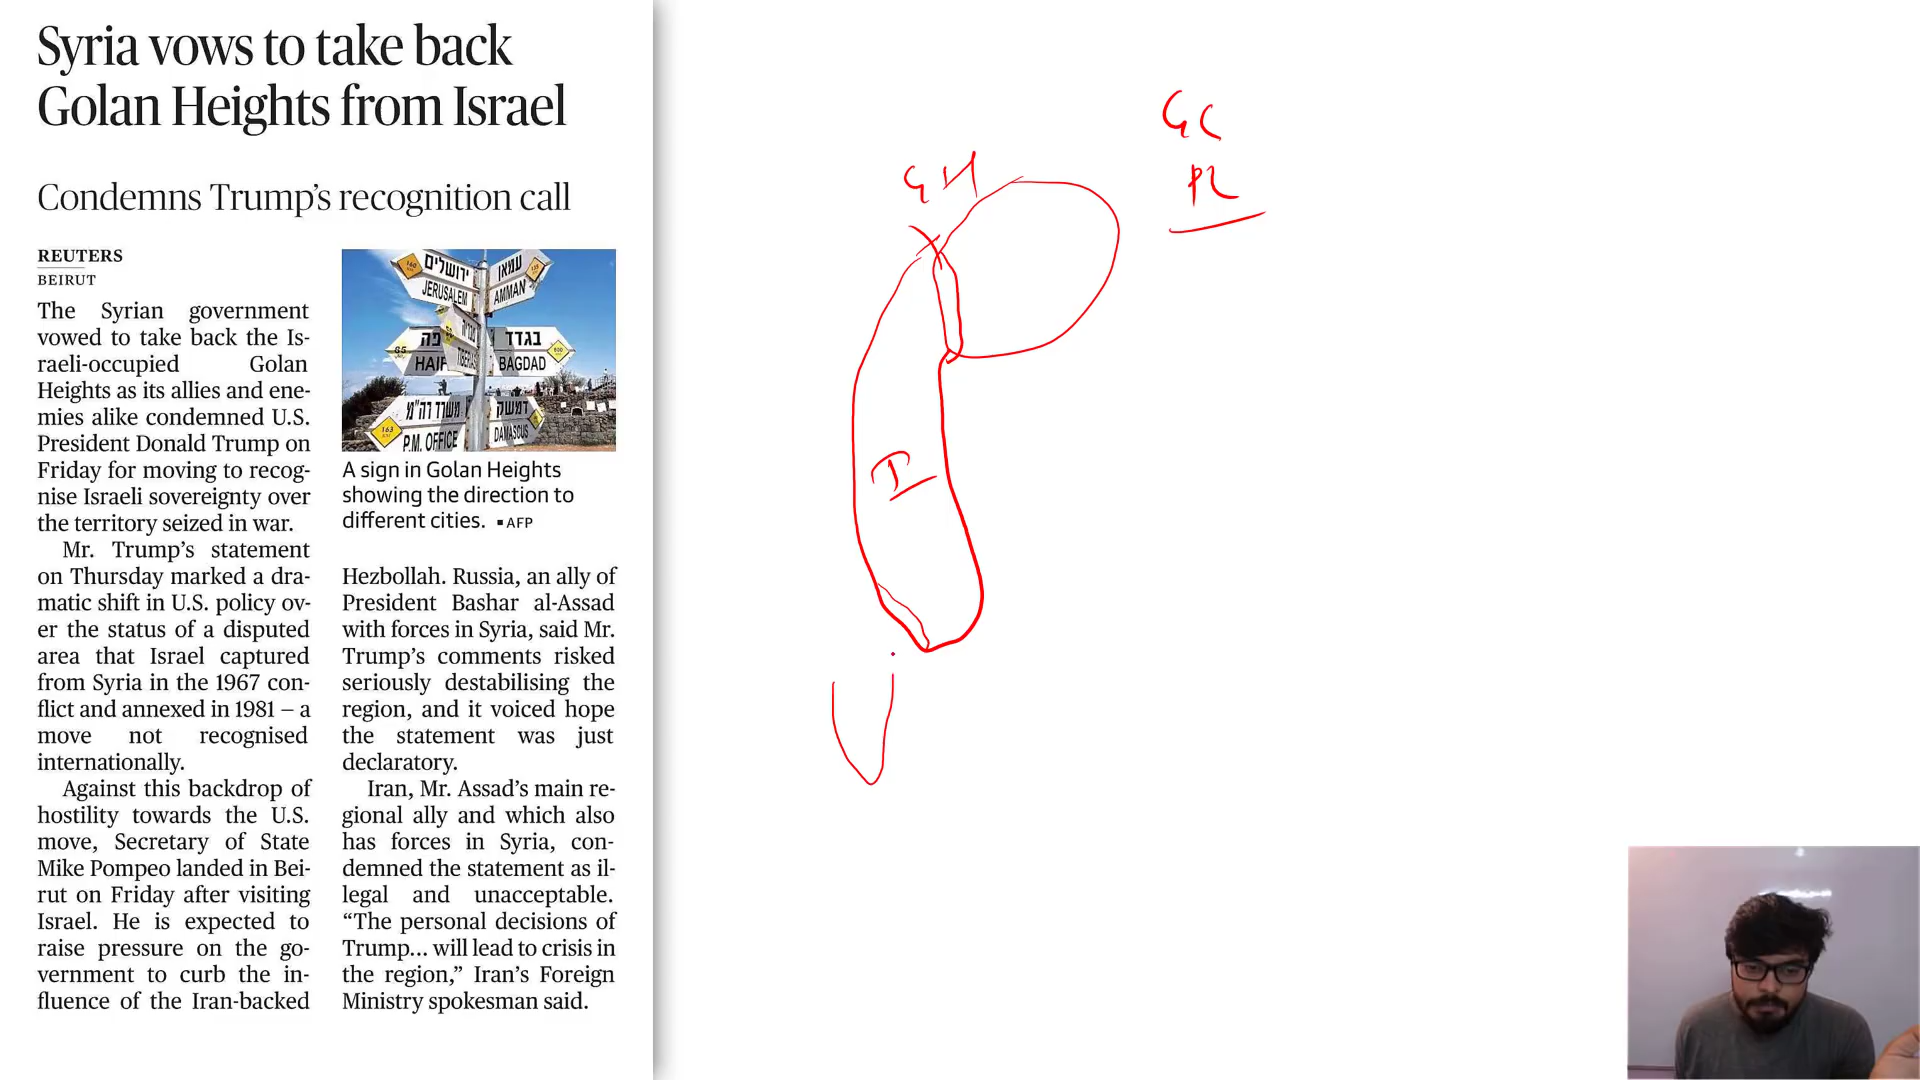 Syria vows to take back
Golan Heights from Israel
Condemns Trump's recognition call
REUTERS
BEIRUT
The Syrian government
vowed to take back the Is-
raeli-occupied Golan
Heights as its allies and ene-
mies alike condemned U.S.
President Donald Trump on
Friday for moving to recog-
nise Israeli sovereignty over
the territory seized in war.
Mr. Trump's statement
on Thursday marked a dra-
matic shift in U.S. policy ov-
er the status of a disputed
area that Israel captured
from Syria in the 1967 con-
flict and annexed in 1981 – a
move not recognised
internationally.
Against this backdrop of
hostility towards the U.S.
move, Secretary of State
Mike Pompeo landed in Bei-
rut on Friday after visiting
Israel. He is expected to
raise pressure on the go-
vernment to curb the in-
fluence of the Iran-backed
ירושלים
JERUSALEM
עמאן
AMMAN
פה
HAIF
בגדד
BAGDAD
משרד רה"מ
P.M. OFFICE
דמשק
DAMASCUS
A sign in Golan Heights
showing the direction to
different cities. ▪ AFP
Hezbollah. Russia, an ally of
President Bashar al-Assad
with forces in Syria, said Mr.
Trump's comments risked
seriously destabilising the
region, and it voiced hope
the statement was just
declaratory.
Iran, Mr. Assad's main re-
gional ally and which also
has forces in Syria, con-
demned the statement as il-
legal and unacceptable.
“The personal decisions of
Trump... will lead to crisis in
the region,” Iran's Foreign
Ministry spokesman said.
GH
I